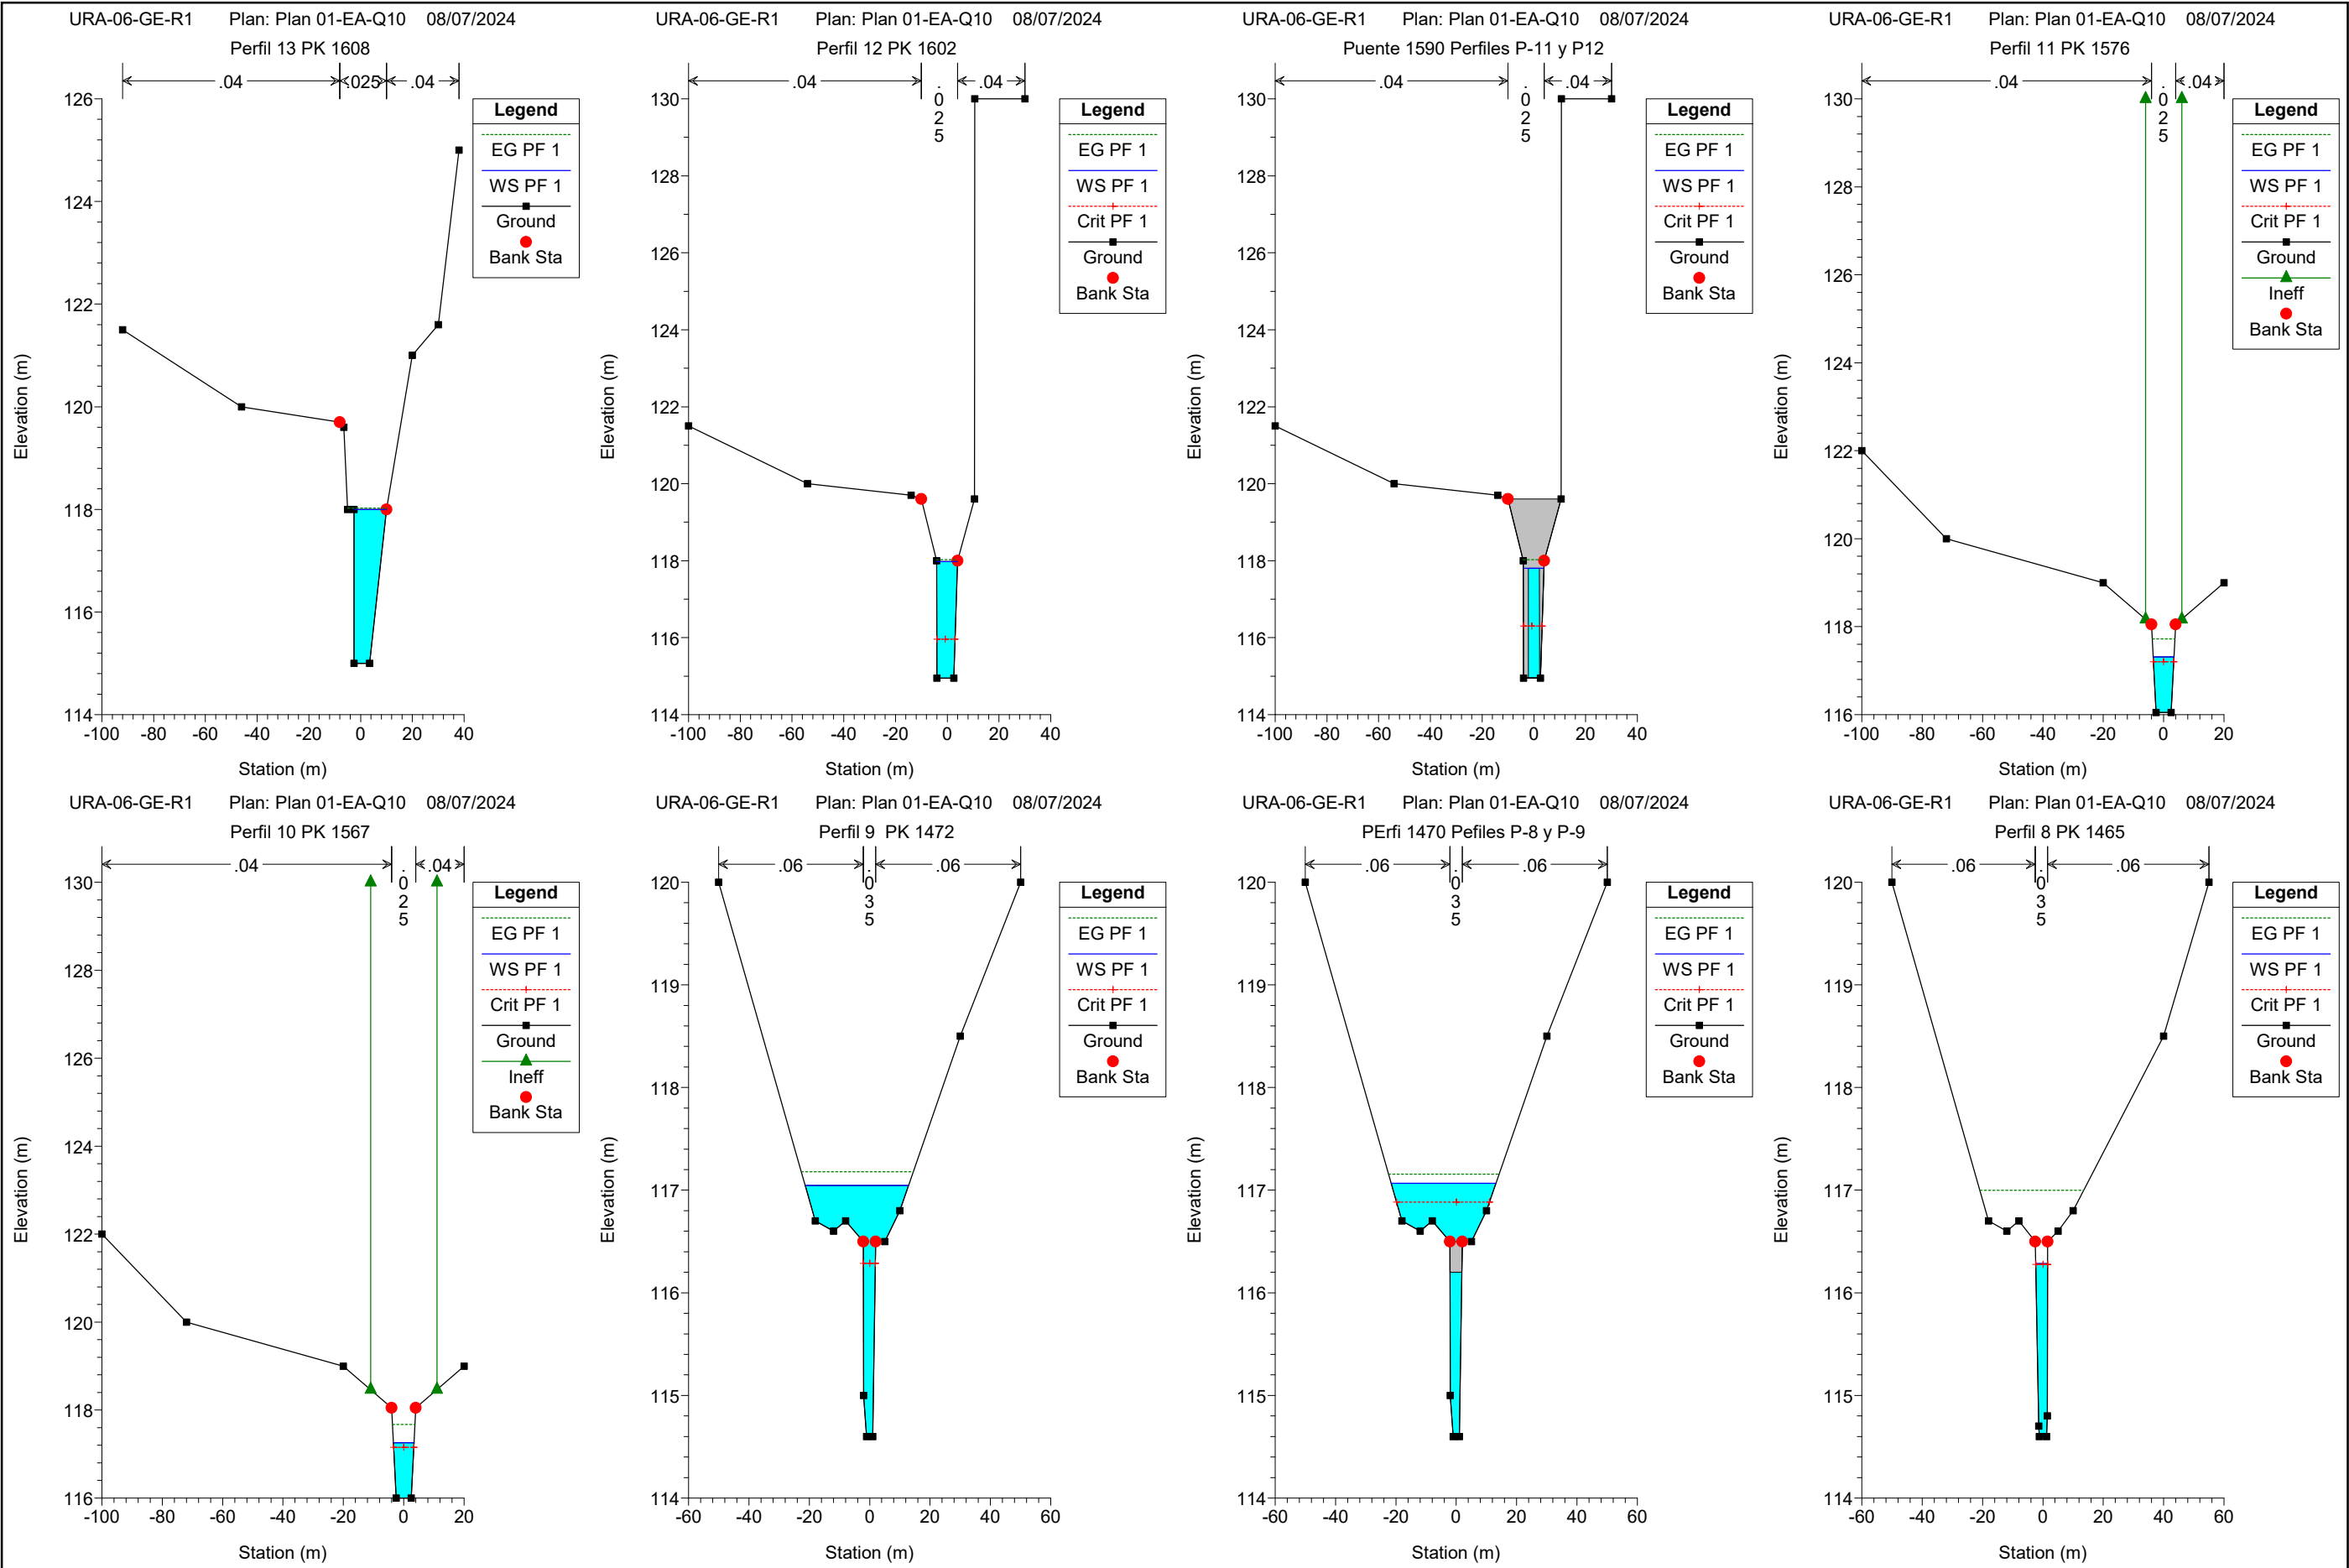 URA-06-GE-R1 Plan: Plan 01-EA-Q10 08/07/2024
Perfil 13 PK 1608
.04 .025 .04
Legend
EG PF 1
WS PF 1
Ground
Bank Sta
Elevation (m)
126
124
122
120
118
116
114
-100 -80 -60 -40 -20 0 20 40
Station (m)
URA-06-GE-R1 Plan: Plan 01-EA-Q10 08/07/2024
Perfil 12 PK 1602
.04 .025 .04
Legend
EG PF 1
WS PF 1
Crit PF 1
Ground
Bank Sta
Elevation (m)
130
128
126
124
122
120
118
116
114
-100 -80 -60 -40 -20 0 20 40
Station (m)
URA-06-GE-R1 Plan: Plan 01-EA-Q10 08/07/2024
Puente 1590 Perfiles P-11 y P12
.04 .025 .04
Legend
EG PF 1
WS PF 1
Crit PF 1
Ground
Bank Sta
Elevation (m)
130
128
126
124
122
120
118
116
114
-100 -80 -60 -40 -20 0 20 40
Station (m)
URA-06-GE-R1 Plan: Plan 01-EA-Q10 08/07/2024
Perfil 11 PK 1576
.04 .025 .04
Legend
EG PF 1
WS PF 1
Crit PF 1
Ground
Ineff
Bank Sta
Elevation (m)
130
128
126
124
122
120
118
116
-100 -80 -60 -40 -20 0 20
Station (m)
URA-06-GE-R1 Plan: Plan 01-EA-Q10 08/07/2024
Perfil 10 PK 1567
.04 .025 .04
Legend
EG PF 1
WS PF 1
Crit PF 1
Ground
Ineff
Bank Sta
Elevation (m)
130
128
126
124
122
120
118
116
-100 -80 -60 -40 -20 0 20
Station (m)
URA-06-GE-R1 Plan: Plan 01-EA-Q10 08/07/2024
Perfil 9 PK 1472
.06 .035 .06
Legend
EG PF 1
WS PF 1
Crit PF 1
Ground
Bank Sta
Elevation (m)
120
119
118
117
116
115
114
-60 -40 -20 0 20 40 60
Station (m)
URA-06-GE-R1 Plan: Plan 01-EA-Q10 08/07/2024
PErfi 1470 Pefiles P-8 y P-9
.06 .035 .06
Legend
EG PF 1
WS PF 1
Crit PF 1
Ground
Bank Sta
Elevation (m)
120
119
118
117
116
115
114
-60 -40 -20 0 20 40 60
Station (m)
URA-06-GE-R1 Plan: Plan 01-EA-Q10 08/07/2024
Perfil 8 PK 1465
.06 .035 .06
Legend
EG PF 1
WS PF 1
Crit PF 1
Ground
Bank Sta
Elevation (m)
120
119
118
117
116
115
114
-60 -40 -20 0 20 40 60
Station (m)